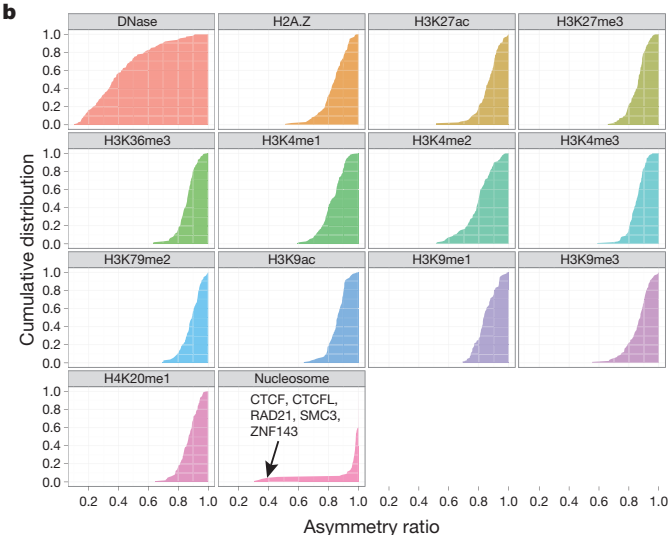 b
DNase H2A.Z H3K27ac H3K27me3
1.0
0.8
0.6
0.4
0.2
0.0
H3K36me3 H3K4me1 H3K4me2 H3K4me3
1.0
0.8
0.6
0.4
0.2
0.0
H3K79me2 H3K9ac H3K9me1 H3K9me3
1.0
0.8
0.6
0.4
0.2
0.0
H4K20me1 Nucleosome
1.0
0.8
0.6
0.4
0.2
0.0
CTCF, CTCFL,
RAD21, SMC3,
ZNF143
Cumulative distribution
0.2 0.4 0.6 0.8 1.0 0.2 0.4 0.6 0.8 1.0 0.2 0.4 0.6 0.8 1.0 0.2 0.4 0.6 0.8 1.0
Asymmetry ratio